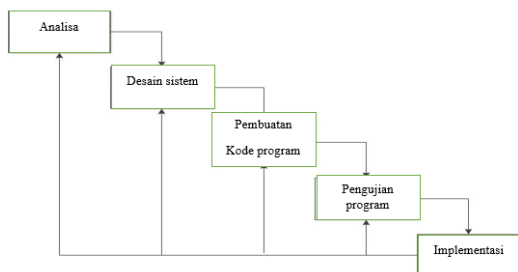 Analisa
Desain sistem
Pembuatan
Kode program
Pengujian
program
Implementasi